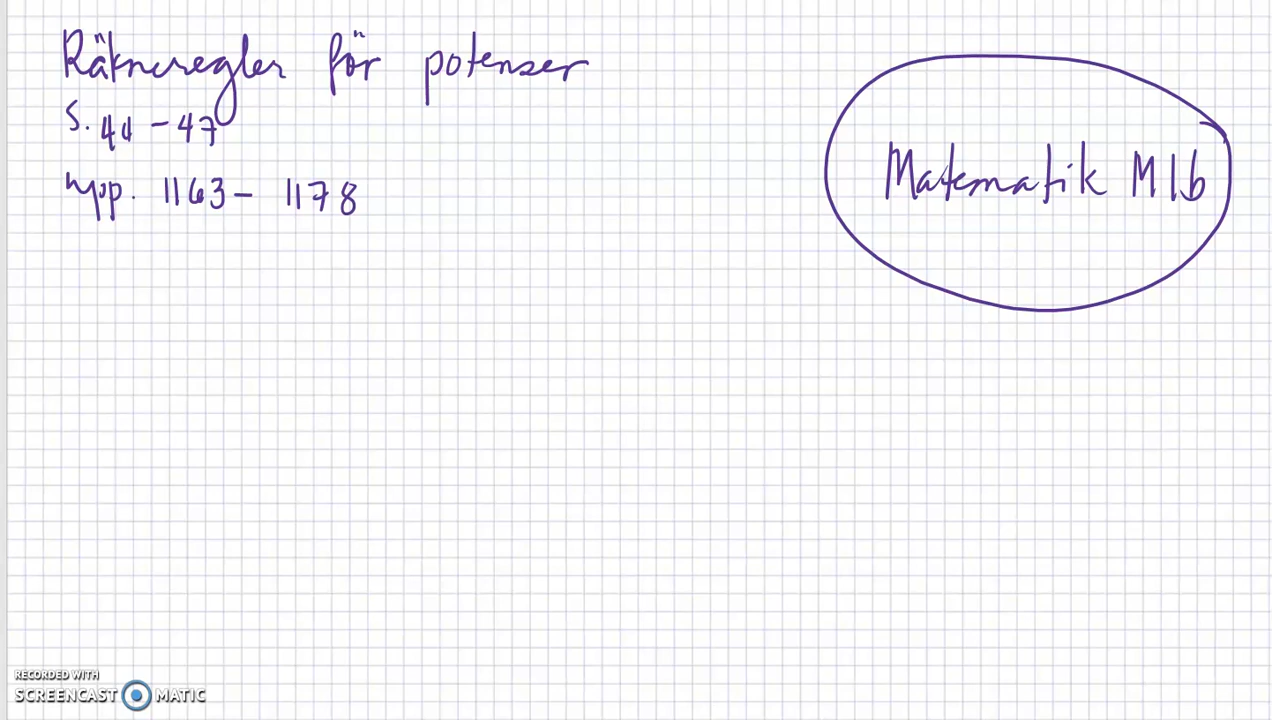 Räkneregler för potenser
S. 44 - 47
upp. 1163 - 1178
Matematik M1b
RECORDED WITH
SCREENCAST MATIC